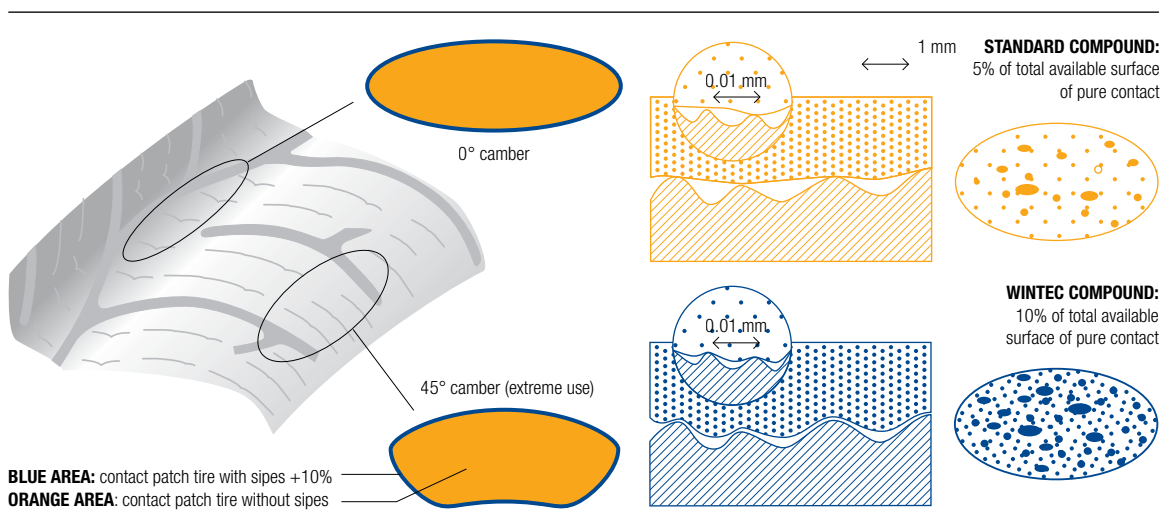 0° camber
45° camber (extreme use)
BLUE AREA: contact patch tire with sipes +10%
ORANGE AREA: contact patch tire without sipes
0.01 mm
1 mm
STANDARD COMPOUND:
5% of total available surface
of pure contact
0.01 mm
WINTEC COMPOUND:
10% of total available
surface of pure contact